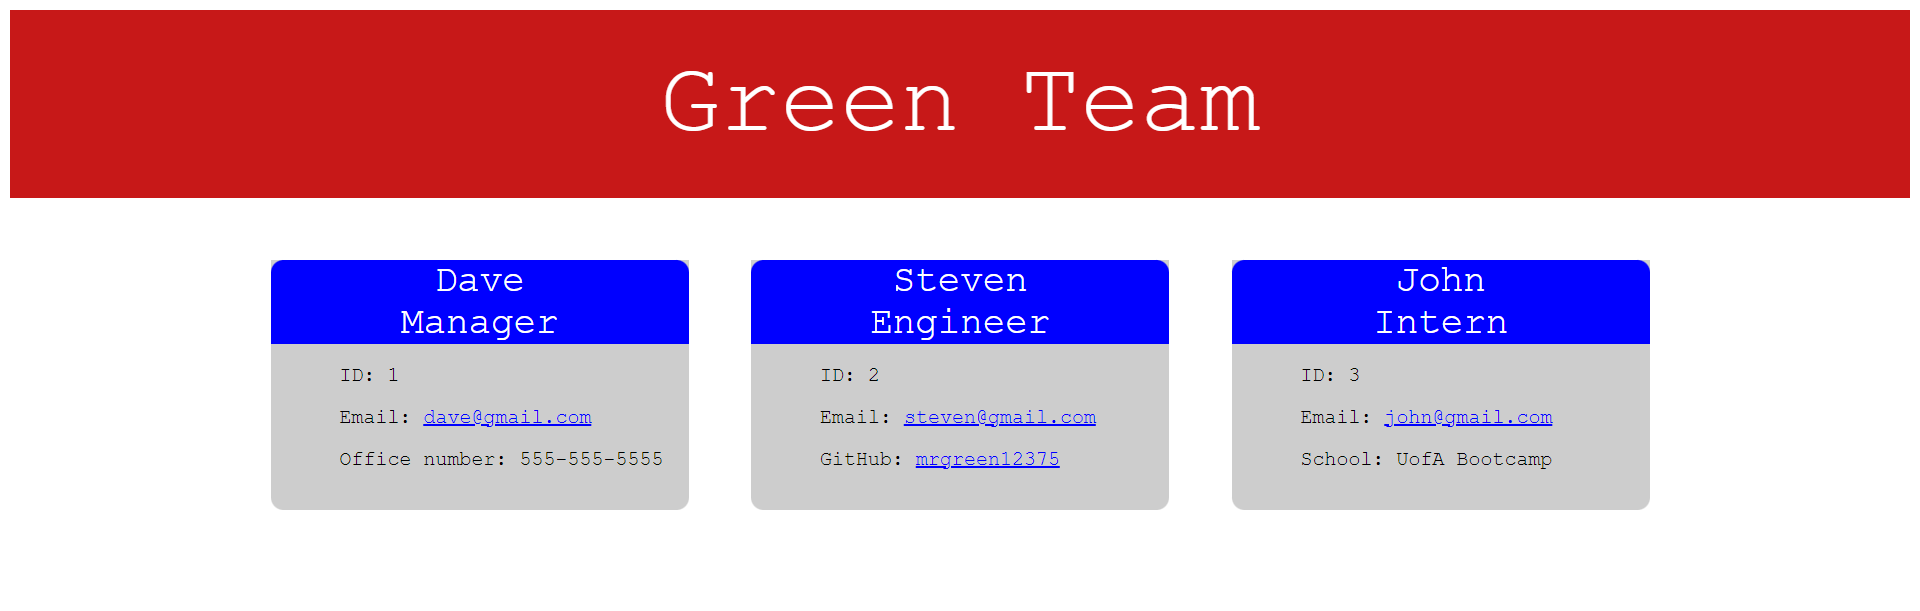 Green Team
Dave
Manager
ID: 1
Email: dave@gmail.com
Office number: 555-555-5555
Steven
Engineer
ID: 2
Email: steven@gmail.com
GitHub: mrgreen12375
John
Intern
ID: 3
Email: john@gmail.com
School: UofA Bootcamp